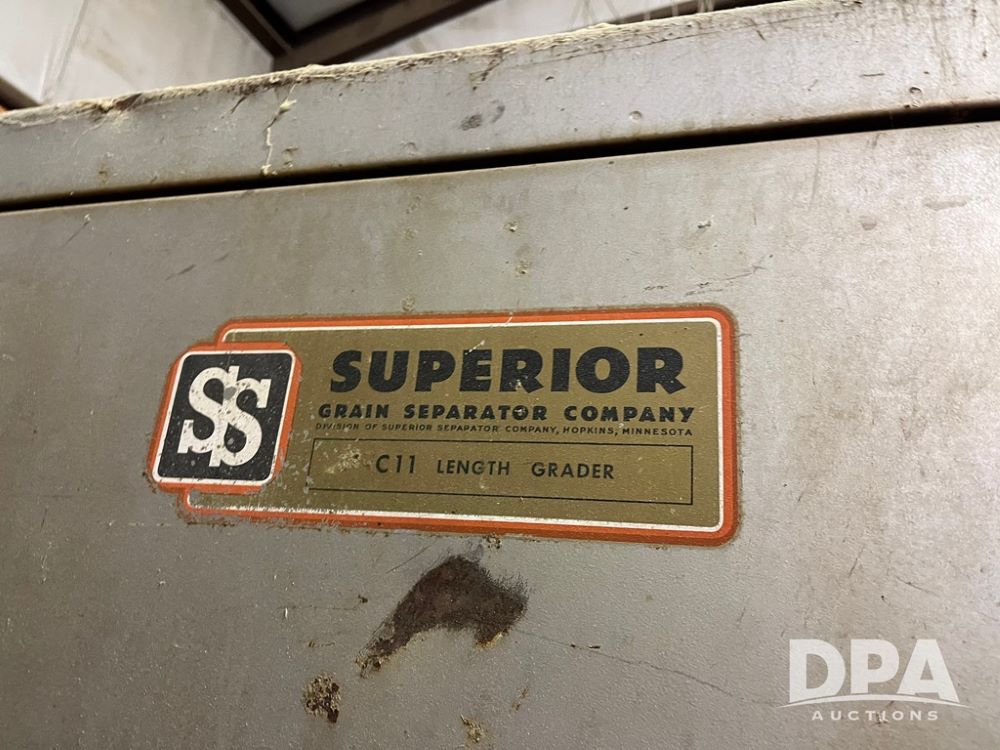 SS
SUPERIOR
GRAIN SEPARATOR COMPANY
DIVISION OF SUPERIOR SEPARATOR COMPANY, HOPKINS, MINNESOTA
C11 LENGTH GRADER
DPA
AUCTIONS